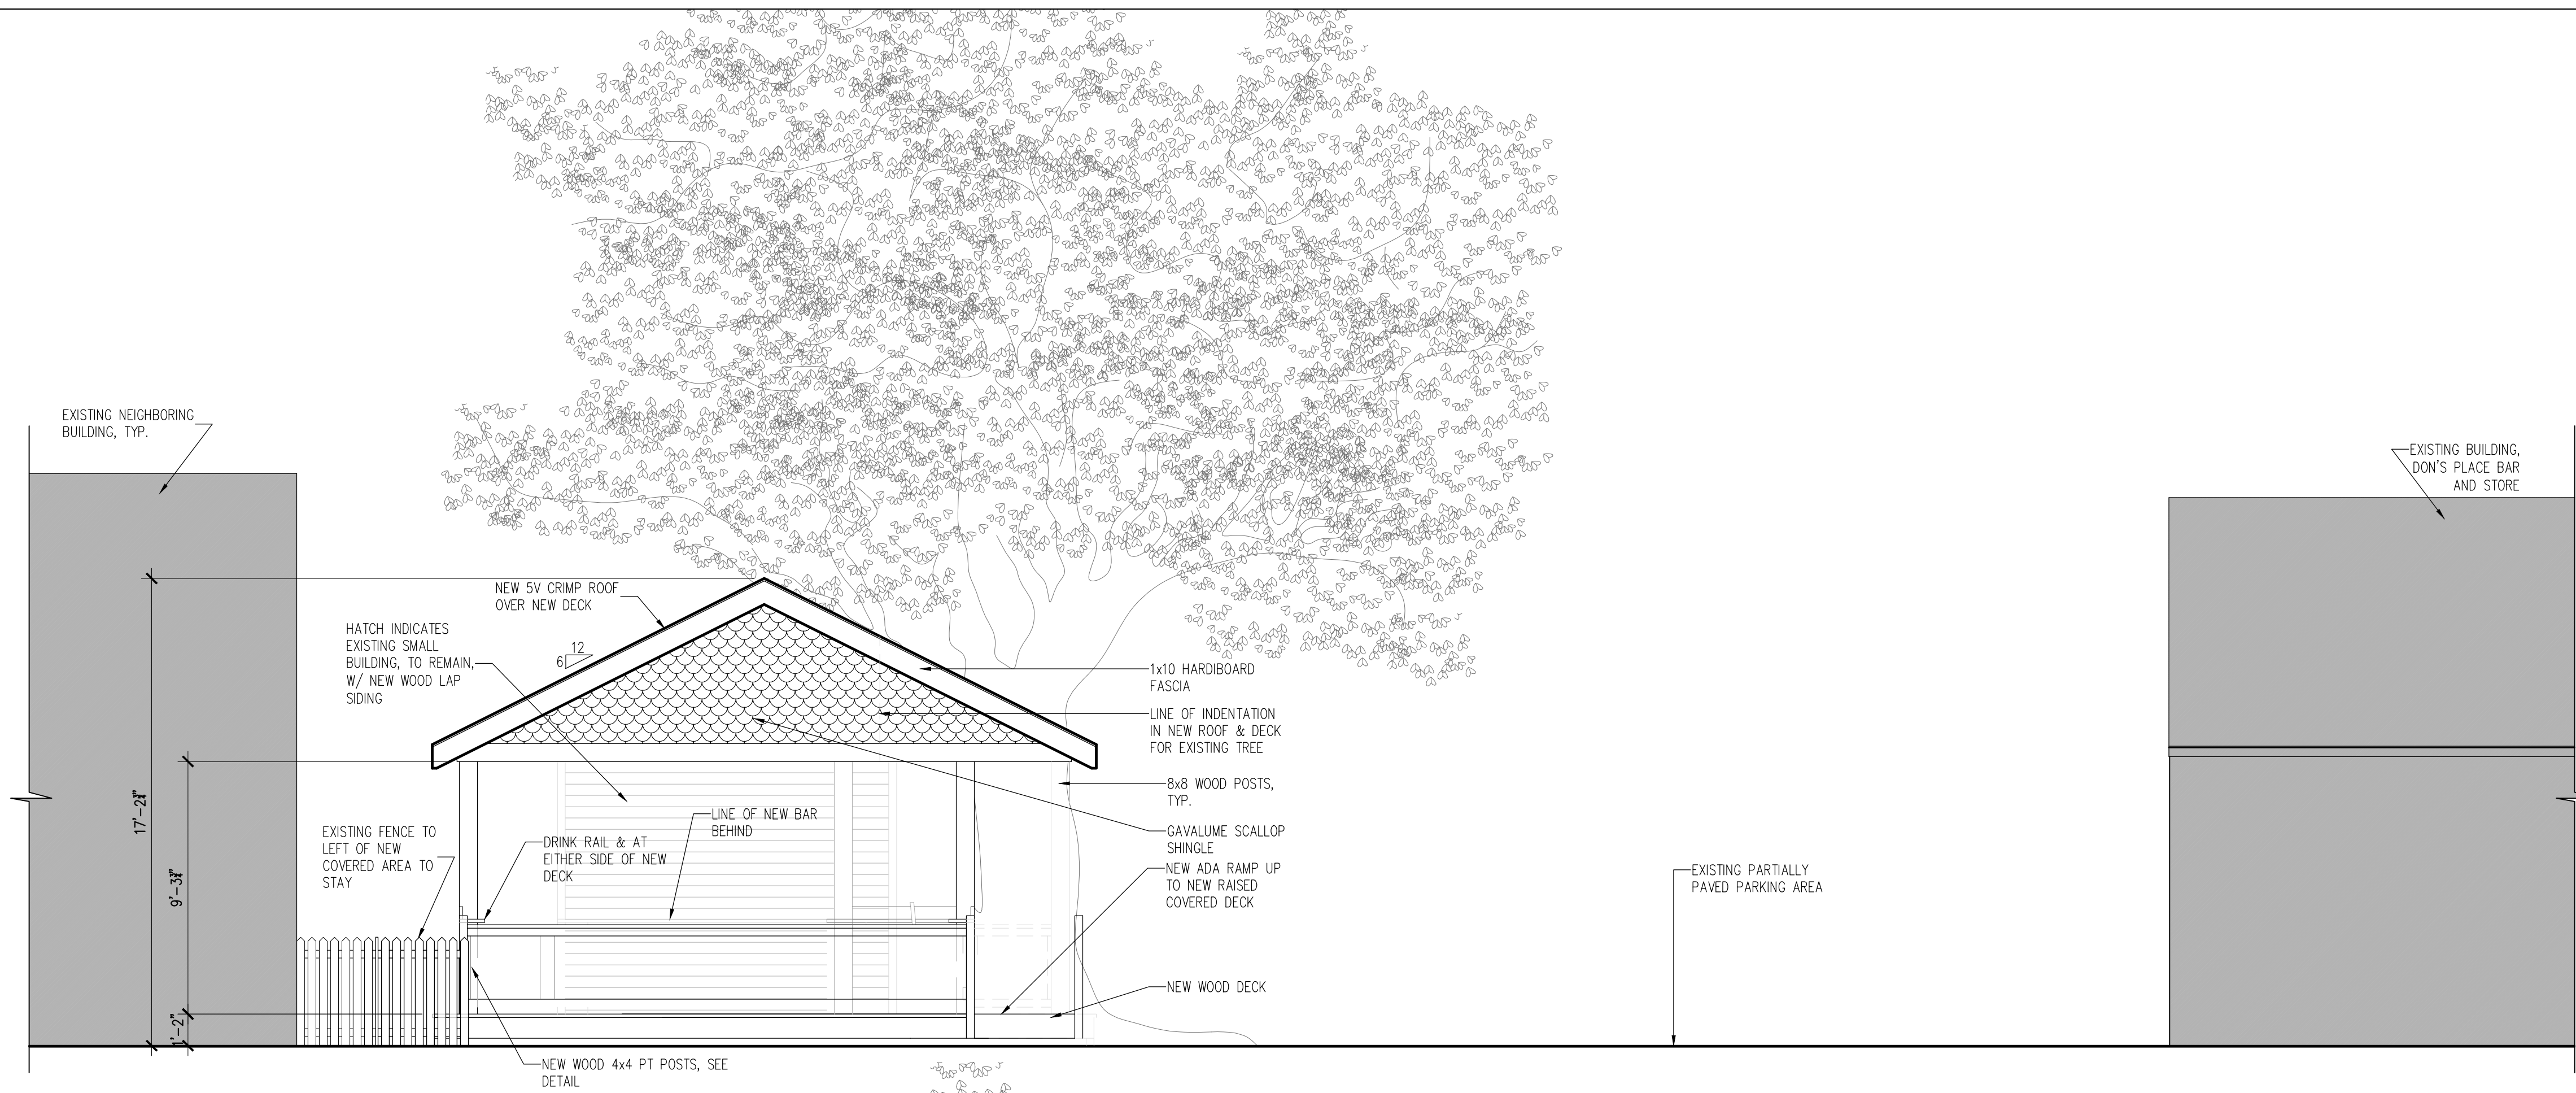 EXISTING NEIGHBORING
BUILDING, TYP.
EXISTING BUILDING,
DON'S PLACE BAR
AND STORE
NEW 5V CRIMP ROOF
OVER NEW DECK
HATCH INDICATES
EXISTING SMALL
BUILDING, TO REMAIN,
W/ NEW WOOD LAP
SIDING
12
6
1x10 HARDIBOARD
FASCIA
LINE OF INDENTATION
IN NEW ROOF & DECK
FOR EXISTING TREE
8x8 WOOD POSTS,
TYP.
GAVALUME SCALLOP
SHINGLE
NEW ADA RAMP UP
TO NEW RAISED
COVERED DECK
NEW WOOD DECK
LINE OF NEW BAR
BEHIND
DRINK RAIL & AT
EITHER SIDE OF NEW
DECK
EXISTING FENCE TO
LEFT OF NEW
COVERED AREA TO
STAY
EXISTING PARTIALLY
PAVED PARKING AREA
1'-2"
NEW WOOD 4x4 PT POSTS, SEE
DETAIL